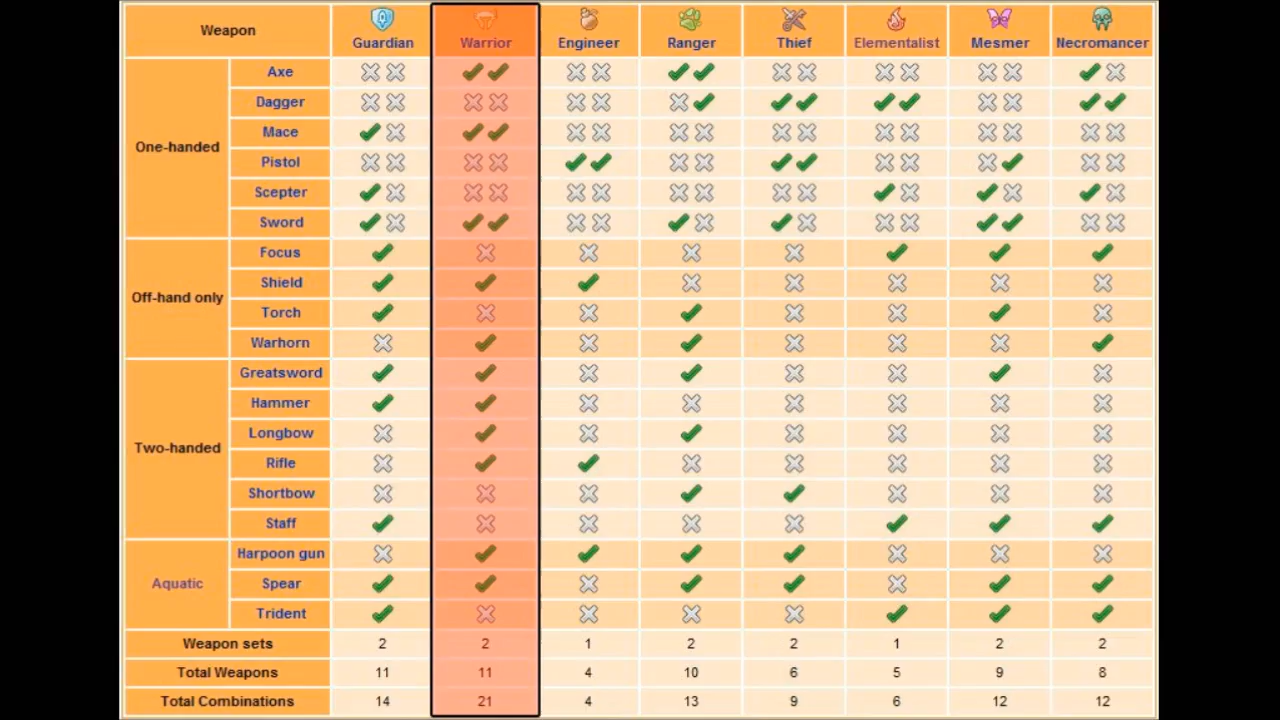 Weapon Guardian Warrior Engineer Ranger Thief Elementalist Mesmer Necromancer
One-handed
Axe
Dagger
Mace
Pistol
Scepter
Sword
Off-hand only
Focus
Shield
Torch
Warhorn
Two-handed
Greatsword
Hammer
Longbow
Rifle
Shortbow
Staff
Aquatic
Harpoon gun
Spear
Trident
Weapon sets 2 2 1 2 2 1 2 2
Total Weapons 11 11 4 10 6 5 9 8
Total Combinations 14 21 4 13 9 6 12 12